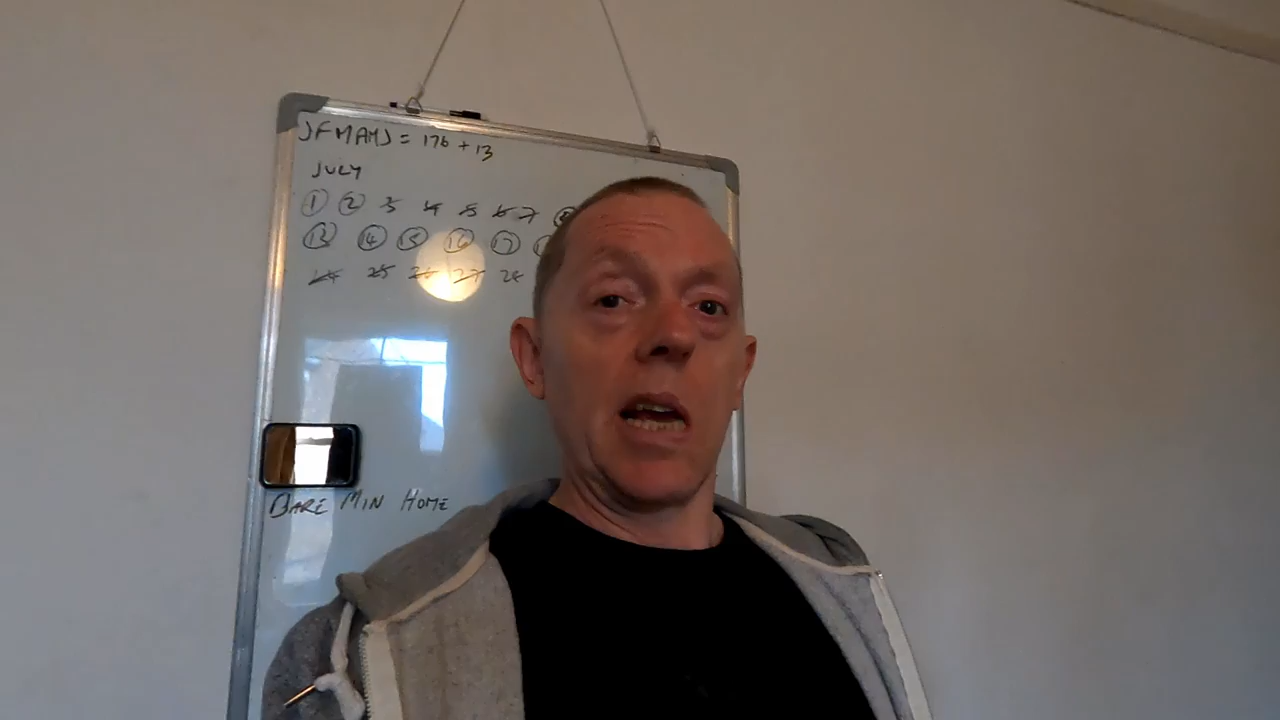 JFMAMJ = 176 + 13
JULY
1 2 3 4 5 6 7 8
13 14 15 16 17
24 25 26 27 28
BARE MIN HOME